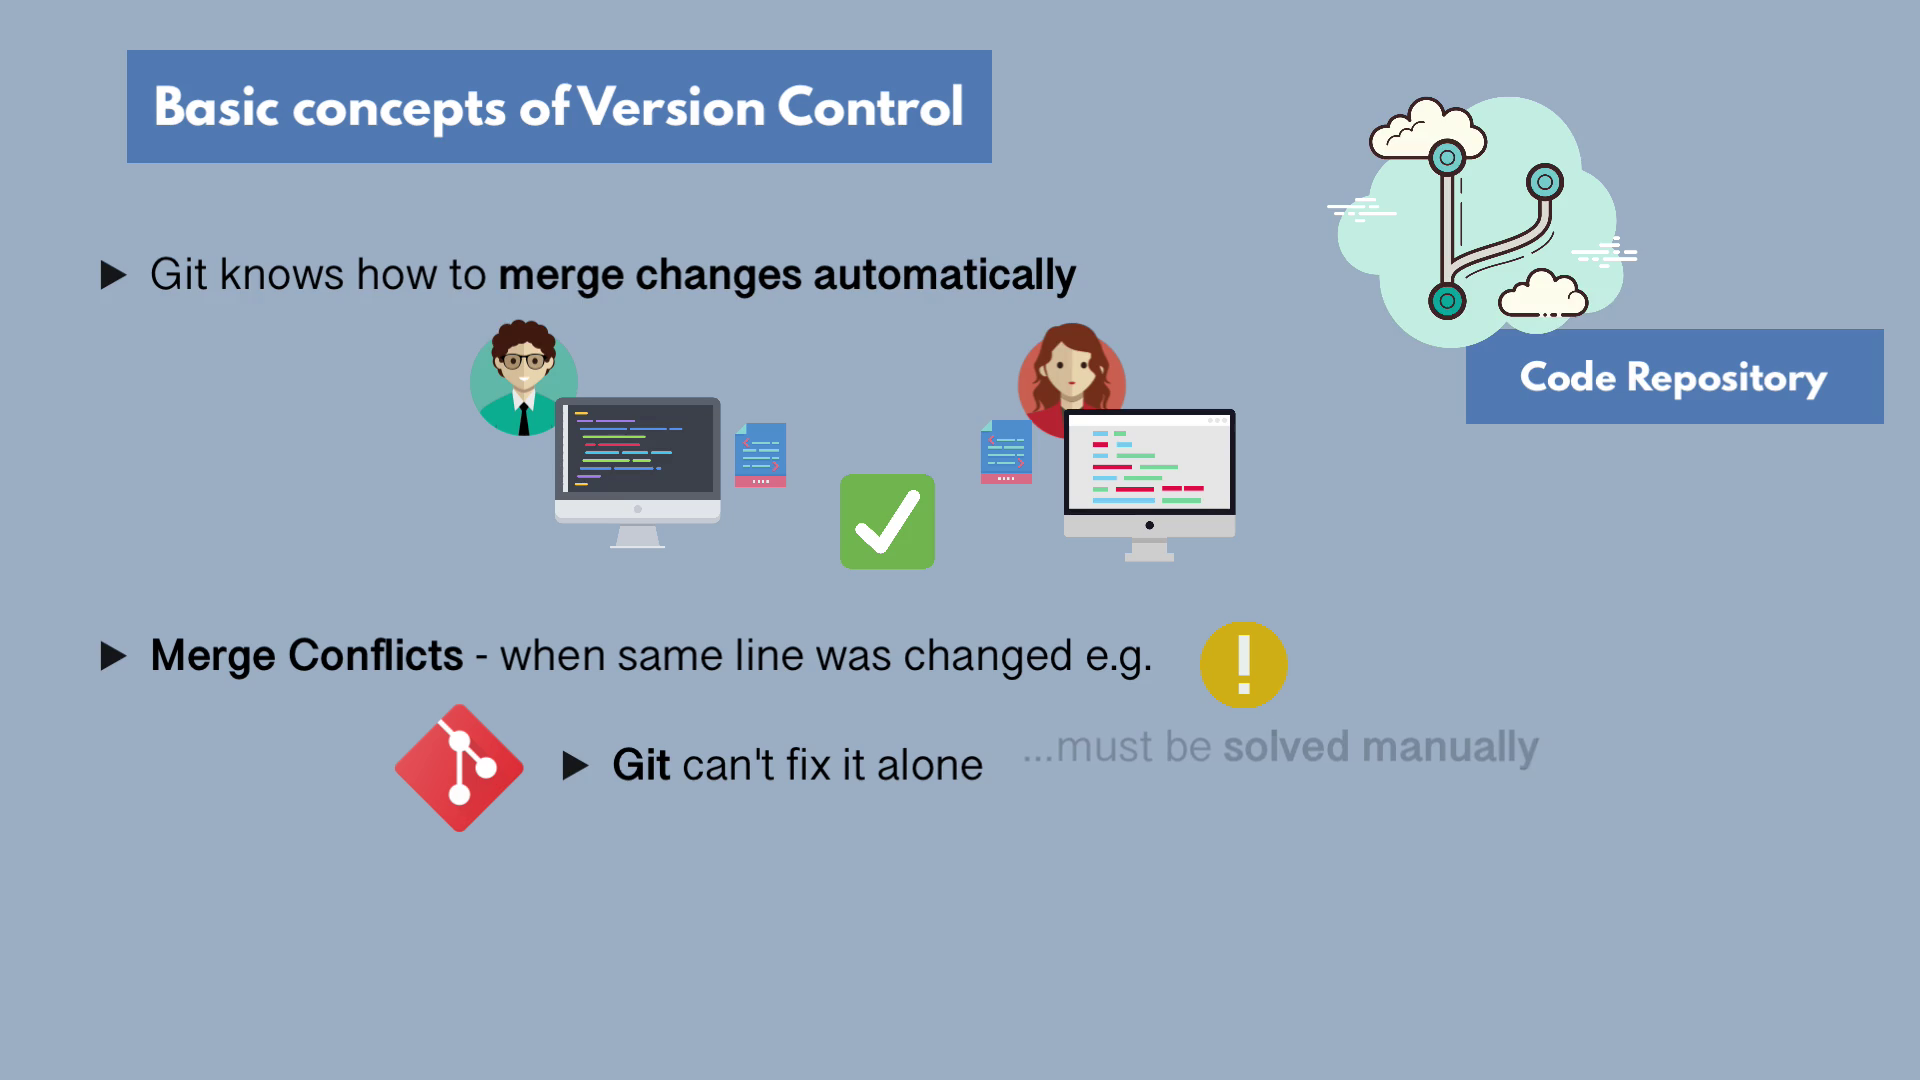 Basic concepts of Version Control
Git knows how to merge changes automatically
Code Repository
Merge Conflicts - when same line was changed e.g.
Git can't fix it alone
...must be solved manually